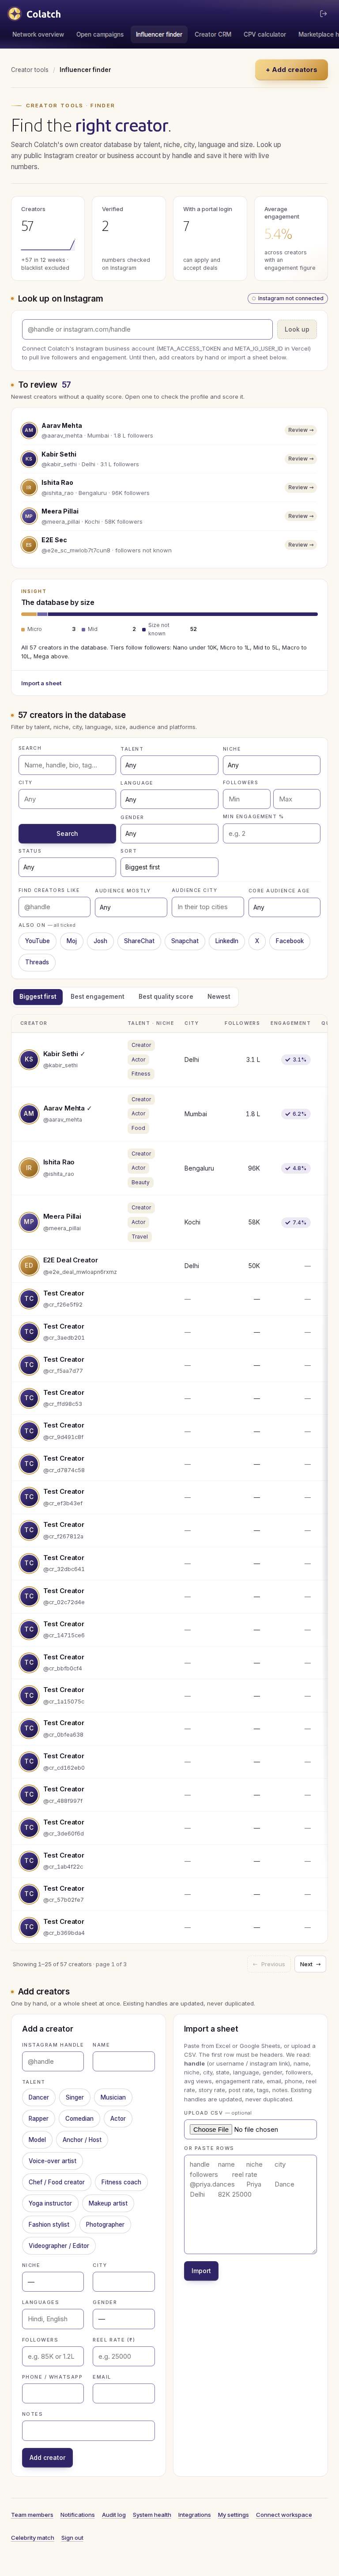 Colatch
Network overview Open campaigns Influencer finder Creator CRM CPV calculator Marketplace h
Creator tools / Influencer finder
+ Add creators
CREATOR TOOLS · FINDER
Find the right creator.
Search Colatch's own creator database by talent, niche, city, language and size. Or look up
any public Instagram creator or business account by handle and save it here with live
numbers.
Creators
57
+57 in 12 weeks ·
blacklist excluded
Verified
2
numbers checked
on Instagram
With a portal login
7
can apply and
accept deals
Average
engagement
5.4%
across creators
with an
engagement figure
Look up on Instagram
Instagram not connected
@handle or instagram.com/handle
Look up
Connect Colatch's Instagram business account (META_ACCESS_TOKEN and META_IG_USER_ID in Vercel)
to pull live followers and engagement. Until then, add creators by hand or import a sheet below.
To review 57
Newest creators without a quality score. Open one to check the profile and score it.
AM Aarav Mehta
@aarav_mehta · Mumbai · 1.8 L followers
Review →
KS Kabir Sethi
@kabir_sethi · Delhi · 3.1 L followers
Review →
IR Ishita Rao
@ishita_rao · Bengaluru · 96K followers
Review →
MP Meera Pillai
@meera_pillai · Kochi · 58K followers
Review →
ES E2E Sec
@e2e_sc_mwlob7t7cun8 · followers not known
Review →
INSIGHT
The database by size
Micro 3 Mid 2 Size not known 52
All 57 creators in the database. Tiers follow followers: Nano under 10K, Micro to 1L, Mid to 5L, Macro to
10L, Mega above.
Import a sheet
57 creators in the database
Filter by talent, niche, city, language, size, audience and platforms.
SEARCH TALENT NICHE
Name, handle, bio, tag... Any Any
CITY LANGUAGE FOLLOWERS
Any Any Min Max
GENDER MIN ENGAGEMENT %
Search Any e.g. 2
STATUS SORT
Any Biggest first
FIND CREATORS LIKE AUDIENCE MOSTLY AUDIENCE CITY CORE AUDIENCE AGE
@handle Any In their top cities Any
ALSO ON — all ticked
YouTube Moj Josh ShareChat Snapchat LinkedIn X Facebook
Threads
Biggest first Best engagement Best quality score Newest
CREATOR TALENT · NICHE CITY FOLLOWERS ENGAGEMENT QU
KS Kabir Sethi ✓ @kabir_sethi Creator Actor Fitness Delhi 3.1 L ✓ 3.1%
AM Aarav Mehta ✓ @aarav_mehta Creator Actor Food Mumbai 1.8 L ✓ 6.2%
IR Ishita Rao @ishita_rao Creator Actor Beauty Bengaluru 96K ✓ 4.8%
MP Meera Pillai @meera_pillai Creator Actor Travel Kochi 58K ✓ 7.4%
ED E2E Deal Creator @e2e_deal_mwloapn6rxmz Delhi 50K —
TC Test Creator @cr_f26e5f92 — — —
TC Test Creator @cr_3aedb201 — — —
TC Test Creator @cr_f5aa7d77 — — —
TC Test Creator @cr_ffd98c53 — — —
TC Test Creator @cr_9d491c8f — — —
TC Test Creator @cr_d7874c58 — — —
TC Test Creator @cr_ef3b43ef — — —
TC Test Creator @cr_f267812a — — —
TC Test Creator @cr_32dbc641 — — —
TC Test Creator @cr_02c72d4e — — —
TC Test Creator @cr_14715ce6 — — —
TC Test Creator @cr_bbfb0cf4 — — —
TC Test Creator @cr_1a15075c — — —
TC Test Creator @cr_0bfea638 — — —
TC Test Creator @cr_cd162eb0 — — —
TC Test Creator @cr_488f997f — — —
TC Test Creator @cr_3de60f6d — — —
TC Test Creator @cr_1ab4f22c — — —
TC Test Creator @cr_57b02fe7 — — —
TC Test Creator @cr_b369bda4 — — —
Showing 1–25 of 57 creators · page 1 of 3
← Previous Next →
Add creators
One by hand, or a whole sheet at once. Existing handles are updated, never duplicated.
Add a creator
INSTAGRAM HANDLE NAME
@handle
TALENT
Dancer Singer Musician
Rapper Comedian Actor
Model Anchor / Host
Voice-over artist
Chef / Food creator Fitness coach
Yoga instructor Makeup artist
Fashion stylist Photographer
Videographer / Editor
NICHE CITY
—
LANGUAGES GENDER
Hindi, English —
FOLLOWERS REEL RATE (₹)
e.g. 85K or 1.2L e.g. 25000
PHONE / WHATSAPP EMAIL
NOTES
Add creator
Import a sheet
Paste from Excel or Google Sheets, or upload a
CSV. The first row must be headers. We read:
handle (or username / instagram link), name,
niche, city, state, language, gender, followers,
avg views, engagement rate, email, phone, reel
rate, story rate, post rate, tags, notes. Existing
handles are updated, never duplicated.
UPLOAD CSV — optional
Choose File No file chosen
OR PASTE ROWS
handle name niche city
followers reel rate
@priya.dances Priya Dance
Delhi 82K 25000
Import
Team members Notifications Audit log System health Integrations My settings Connect workspace
Celebrity match Sign out